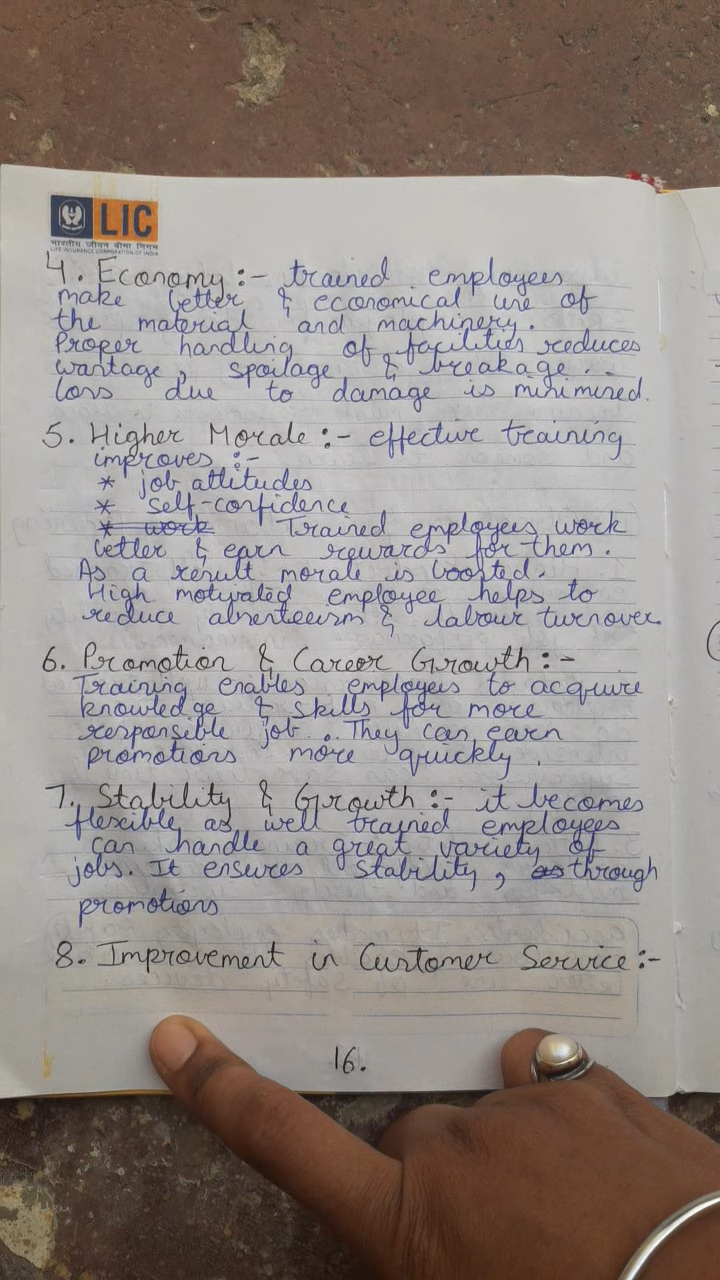 LIC
भारतीय जीवन बीमा निगम
LIFE INSURANCE CORPORATION OF INDIA
4. Economy :- trained employees
make better & economical use of
the material and machinery.
Proper handling of facilities reduces
wastage, spoilage & breakage..
loss due to damage is minimised.
5. Higher Morale :- effective training
improves :-
* job attitudes
* self-confidence
* work Trained employees work
better & earn rewards for them.
As a result morale is boosted.
High motivated employee helps to
reduce absenteeism & labour turnover.
6. Promotion & Career Growth :-
Training enables employees to acquire
knowledge & skills for more
responsible job. They can earn
promotions more quickly.
7. Stability & Growth :- it becomes
flexible as well trained employees
can handle a great variety of
jobs. It ensures stability, as through
promotions
8. Improvement in Customer Service :-
16.